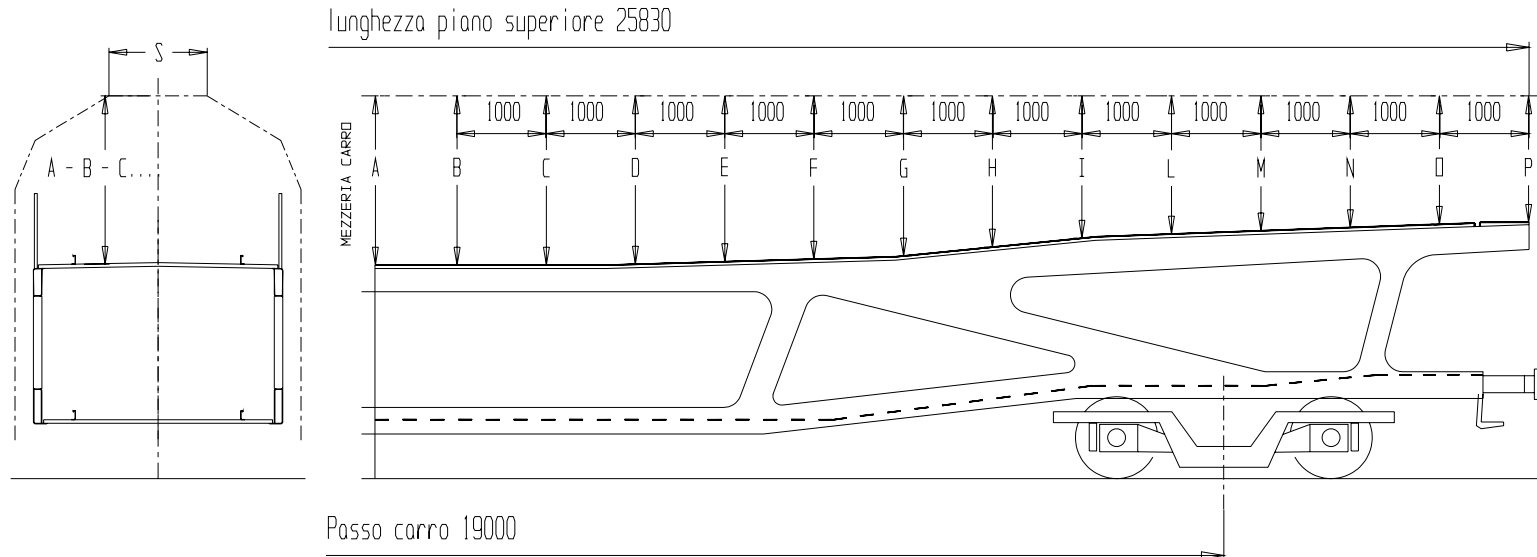 lunghezza piano superiore 25830
S
1000 1000 1000 1000 1000 1000 1000 1000 1000 1000 1000 1000
A - B - C....
MEZZERIA CARRO
A B C D E F G H I L M N O P
Passo carro 19000